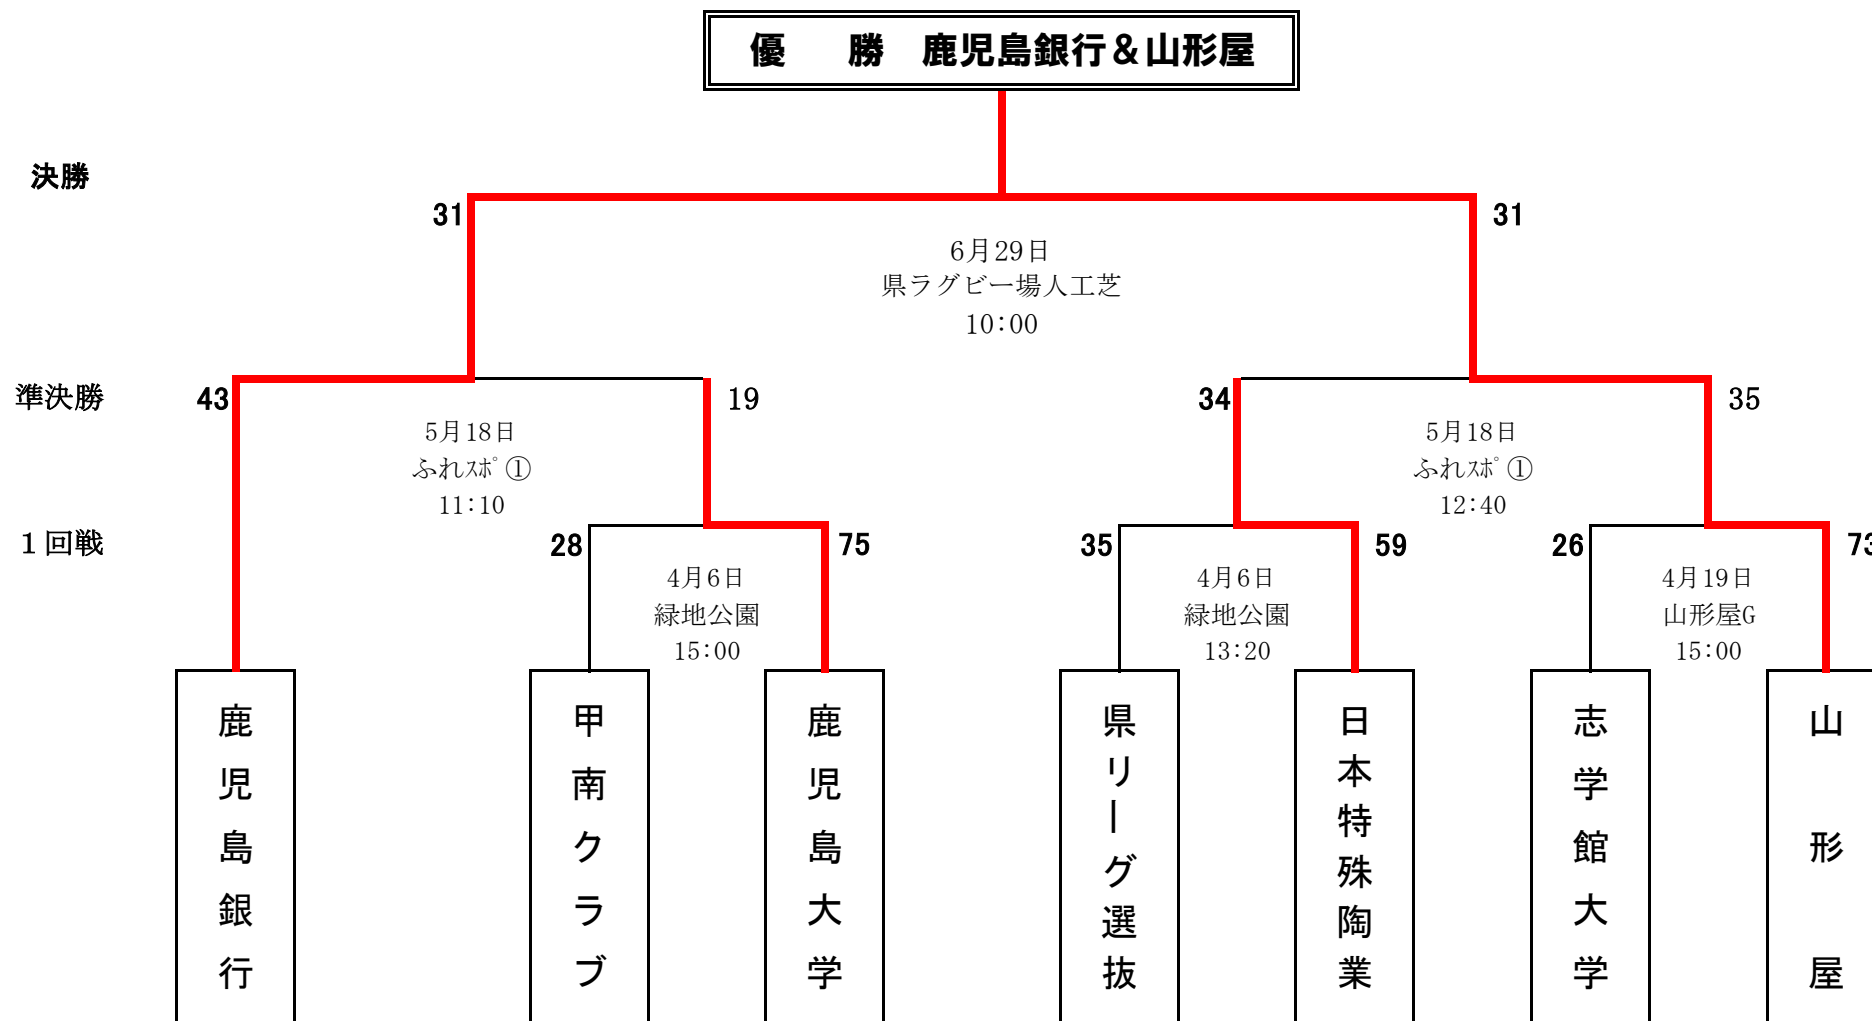 優　勝　鹿児島銀行＆山形屋
決勝
31
31
6月29日
県ラグビー場人工芝
10:00
準決勝
43
19
34
35
5月18日
ふれｽﾎﾟ①
11:10
5月18日
ふれｽﾎﾟ①
12:40
１回戦
28
75
35
59
26
73
4月6日
緑地公園
15:00
4月6日
緑地公園
13:20
4月19日
山形屋G
15:00
鹿児島銀行
甲南クラブ
鹿児島大学
県リーグ選抜
日本特殊陶業
志学館大学
山形屋